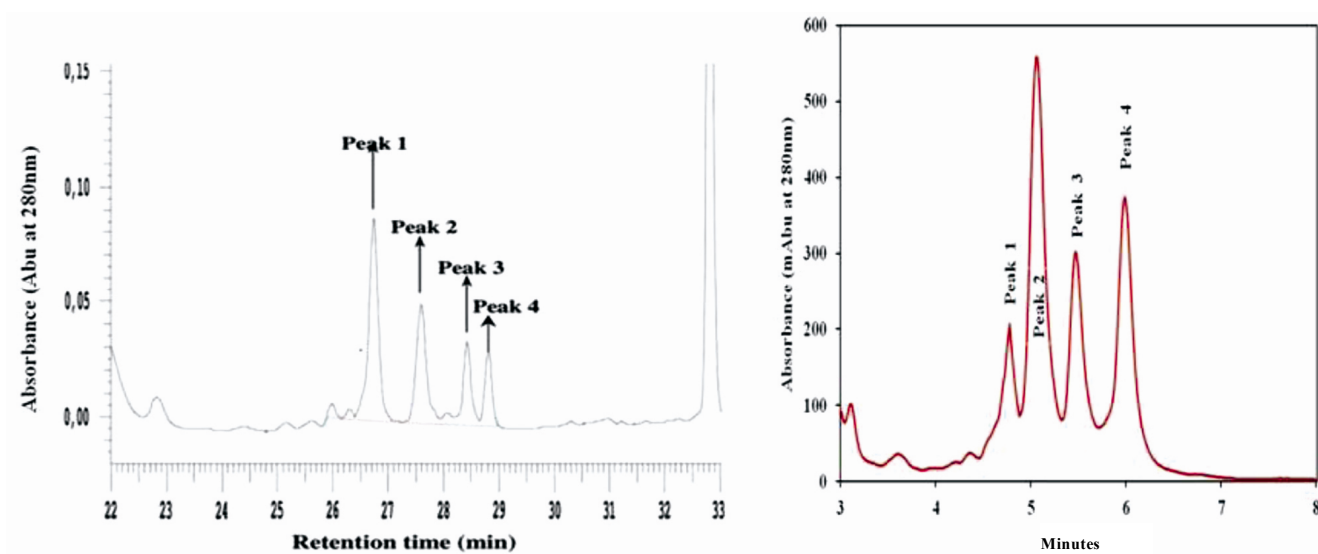 Absorbance (Abu at 280nm)
0,15
0,10
0,05
0,00
Peak 1
Peak 2
Peak 3
Peak 4
22 23 24 25 26 27 28 29 30 31 32 33
Retention time (min)
Absorbance (mAbu at 280nm)
600
500
400
300
200
100
0
Peak 1
Peak 2
Peak 3
Peak 4
3 4 5 6 7 8
Minutes